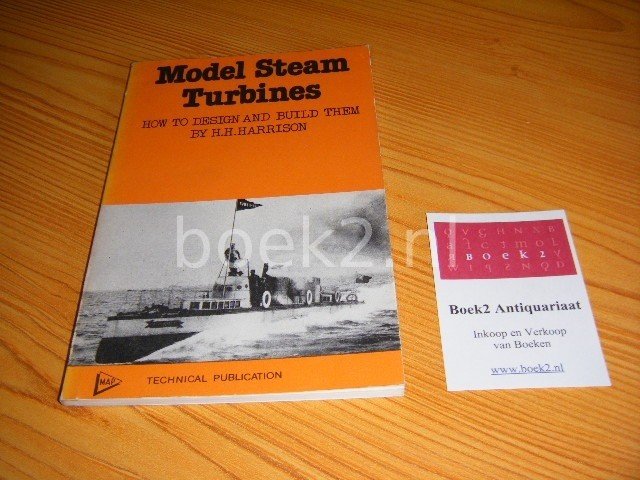 Model Steam
Turbines
HOW TO DESIGN AND BUILD THEM
BY H.H.HARRISON
MAP
TECHNICAL PUBLICATION
boek2.nl
BOEK2
Boek2 Antiquariaat
Inkoop en Verkoop
van Boeken
www.boek2.nl